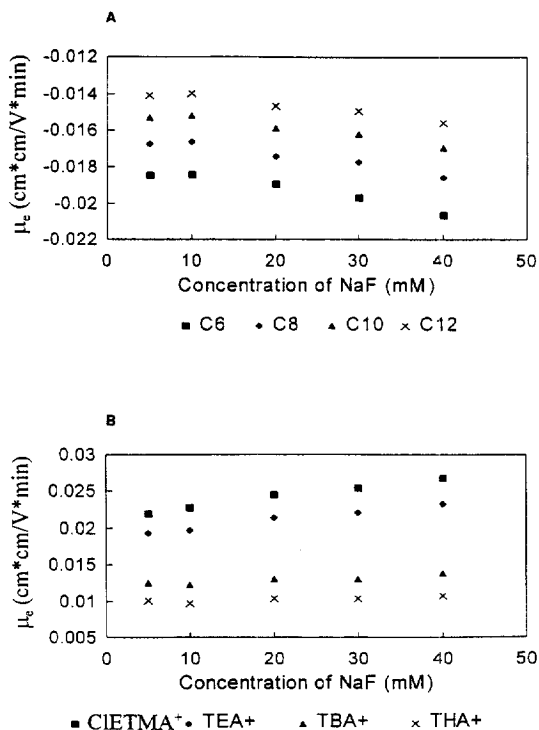 A
μe (cm*cm/V*min)
-0.012
-0.014
-0.016
-0.018
-0.02
-0.022
0 10 20 30 40 50
Concentration of NaF (mM)
■ C6 ◆ C8 ▲ C10 × C12
B
μe (cm*cm/V*min)
0.03
0.025
0.02
0.015
0.01
0.005
0 10 20 30 40 50
Concentration of NaF (mM)
■ ClETMA⁺ ◆ TEA+ ▲ TBA+ × THA+